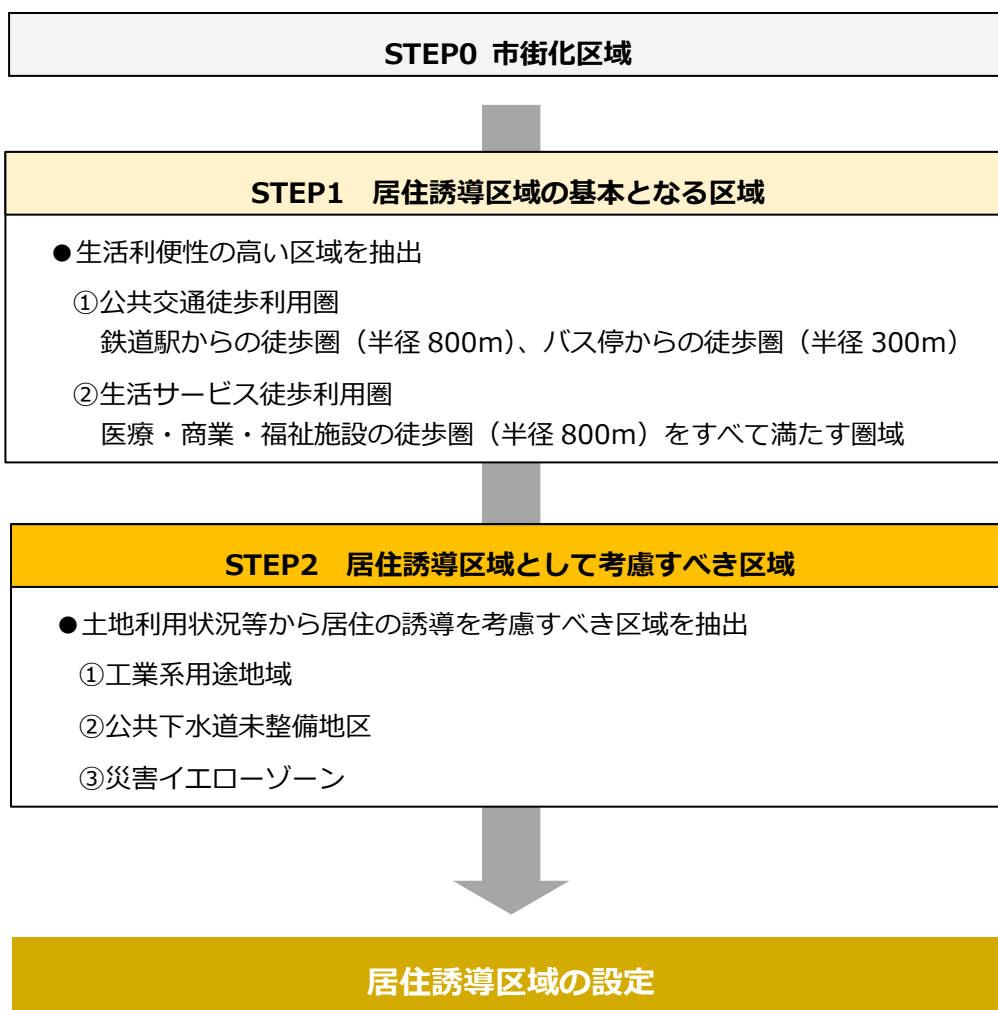 STEP0 市街化区域
STEP1 居住誘導区域の基本となる区域
●生活利便性の高い区域を抽出
①公共交通徒歩利用圏
鉄道駅からの徒歩圏（半径 800m）、バス停からの徒歩圏（半径 300m）
②生活サービス徒歩利用圏
医療・商業・福祉施設の徒歩圏（半径 800m）をすべて満たす圏域
STEP2 居住誘導区域として考慮すべき区域
●土地利用状況等から居住の誘導を考慮すべき区域を抽出
①工業系用途地域
②公共下水道未整備地区
③災害イエローゾーン
居住誘導区域の設定